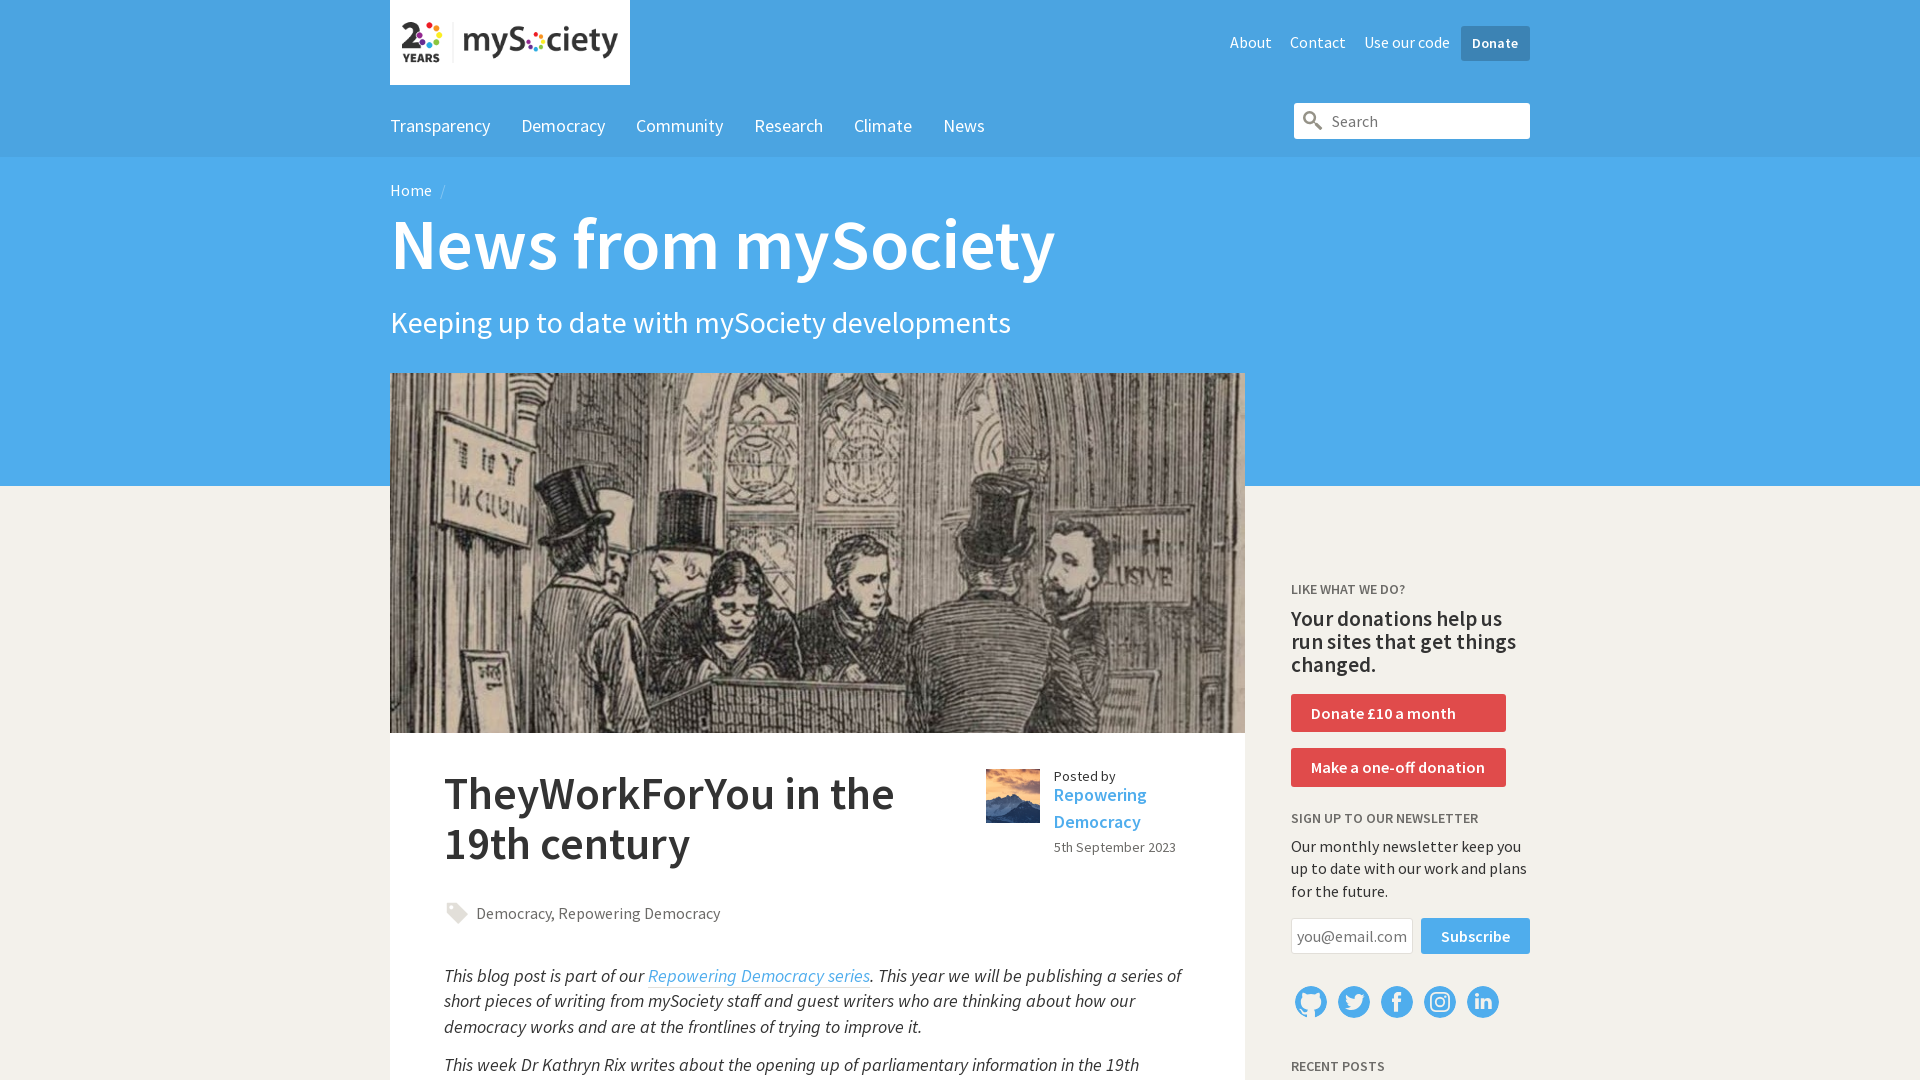 20 YEARS mySociety
About Contact Use our code Donate
Transparency Democracy Community Research Climate News
Search
Home /
News from mySociety
Keeping up to date with mySociety developments
TheyWorkForYou in the
19th century
Posted by
Repowering
Democracy
5th September 2023
Democracy, Repowering Democracy
This blog post is part of our Repowering Democracy series. This year we will be publishing a series of
short pieces of writing from mySociety staff and guest writers who are thinking about how our
democracy works and are at the frontlines of trying to improve it.
This week Dr Kathryn Rix writes about the opening up of parliamentary information in the 19th
LIKE WHAT WE DO?
Your donations help us
run sites that get things
changed.
Donate £10 a month
Make a one-off donation
SIGN UP TO OUR NEWSLETTER
Our monthly newsletter keep you
up to date with our work and plans
for the future.
you@email.com Subscribe
RECENT POSTS